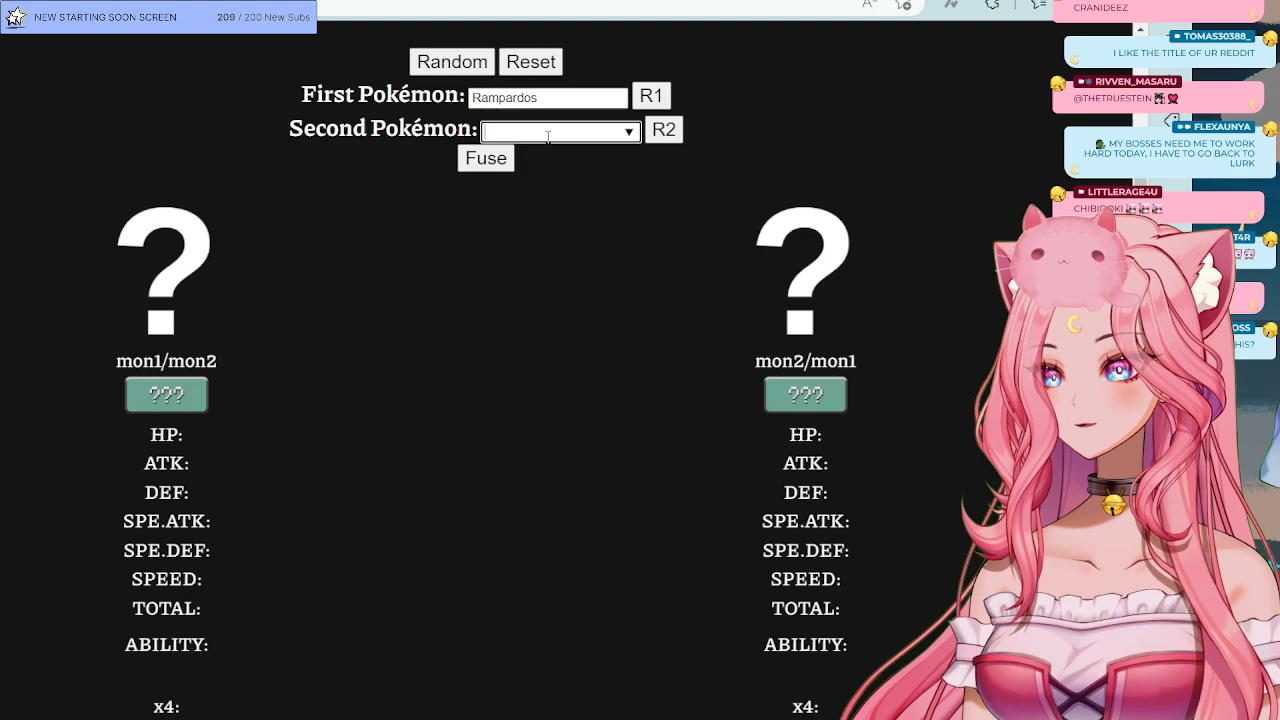 NEW STARTING SOON SCREEN 209 / 200 New Subs
Random Reset
First Pokémon: Rampardos R1
Second Pokémon: R2
Fuse
?
mon1/mon2
???
HP:
ATK:
DEF:
SPE.ATK:
SPE.DEF:
SPEED:
TOTAL:
ABILITY:
x4:
?
mon2/mon1
???
HP:
ATK:
DEF:
SPE.ATK:
SPE.DEF:
SPEED:
TOTAL:
ABILITY:
x4:
CRANIDEEZ
TOMAS30388_
I LIKE THE TITLE OF UR REDDIT
RIVVEN_MASARU
@THETRUESTEIN
FLEXAUNYA
MY BOSSES NEED ME TO WORK
HARD TODAY, I HAVE TO GO BACK TO
LURK
LITTLERAGE4U
T4R
OSS
HIS?